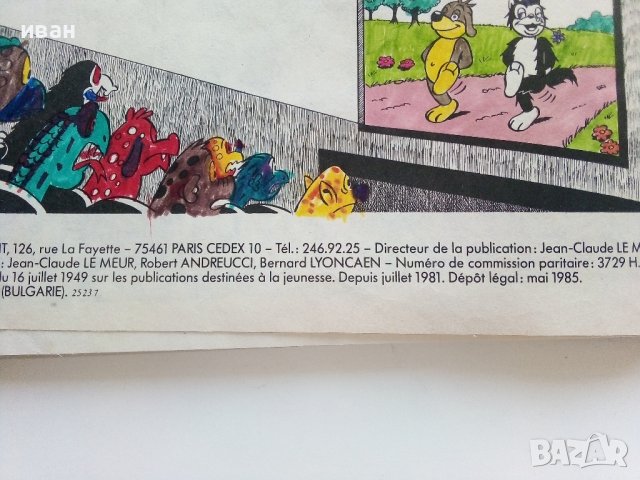 иван
IT, 126, rue La Fayette – 75461 PARIS CEDEX 10 – Tél.: 246.92.25 – Directeur de la publication: Jean-Claude LE M
: Jean-Claude LE MEUR, Robert ANDREUCCI, Bernard LYONCAEN – Numéro de commission paritaire: 3729 H.
du 16 juillet 1949 sur les publications destinées à la jeunesse. Depuis juillet 1981. Dépôt légal: mai 1985.
(BULGARIE). 25237
BAZAR